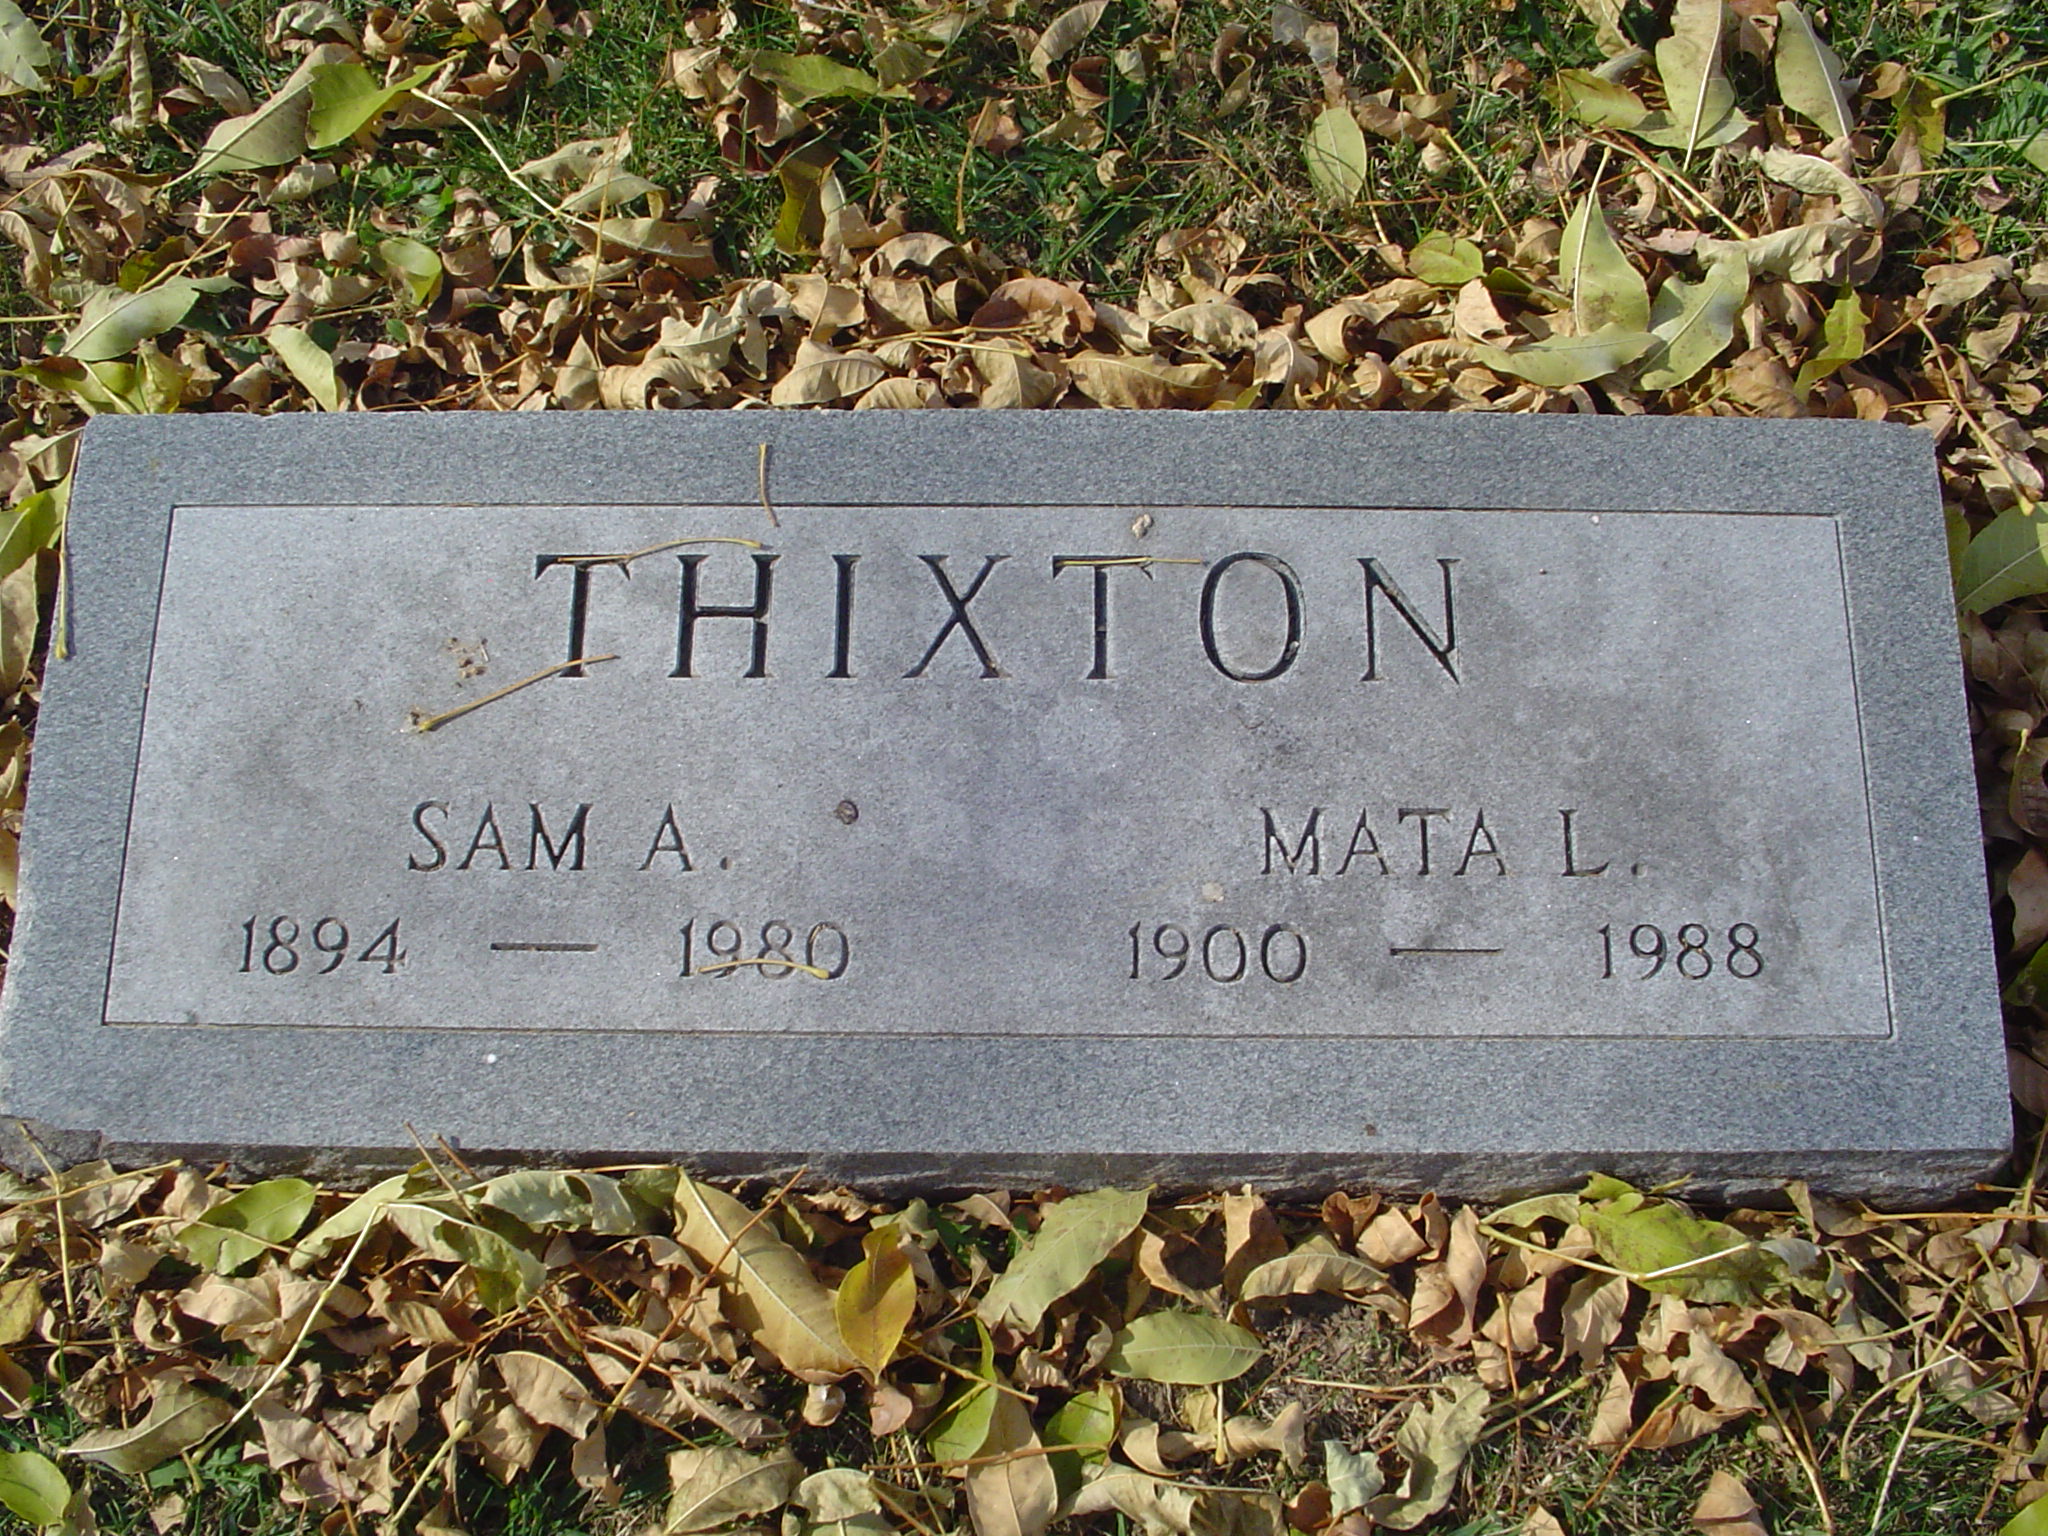 THIXTON
SAM A. MATA L.
1894 — 1980 1900 — 1988